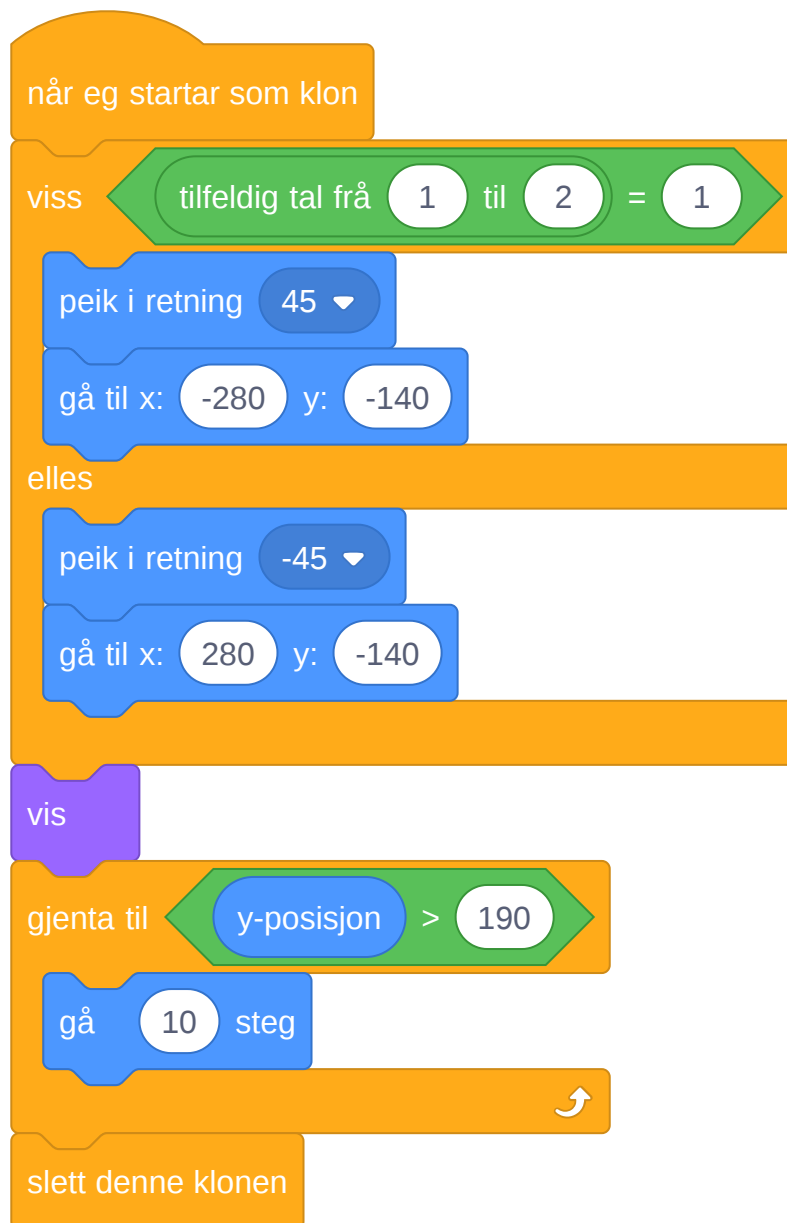 når eg startar som klon
viss tilfeldig tal frå 1 til 2 = 1
peik i retning 45
gå til x: -280 y: -140
elles
peik i retning -45
gå til x: 280 y: -140
vis
gjenta til y-posisjon > 190
gå 10 steg
slett denne klonen